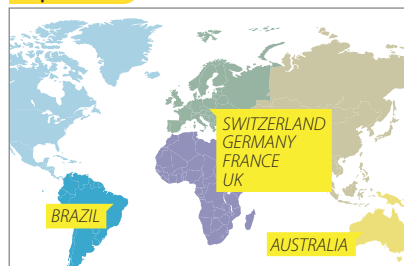 SWITZERLAND
GERMANY
FRANCE
UK
BRAZIL
AUSTRALIA